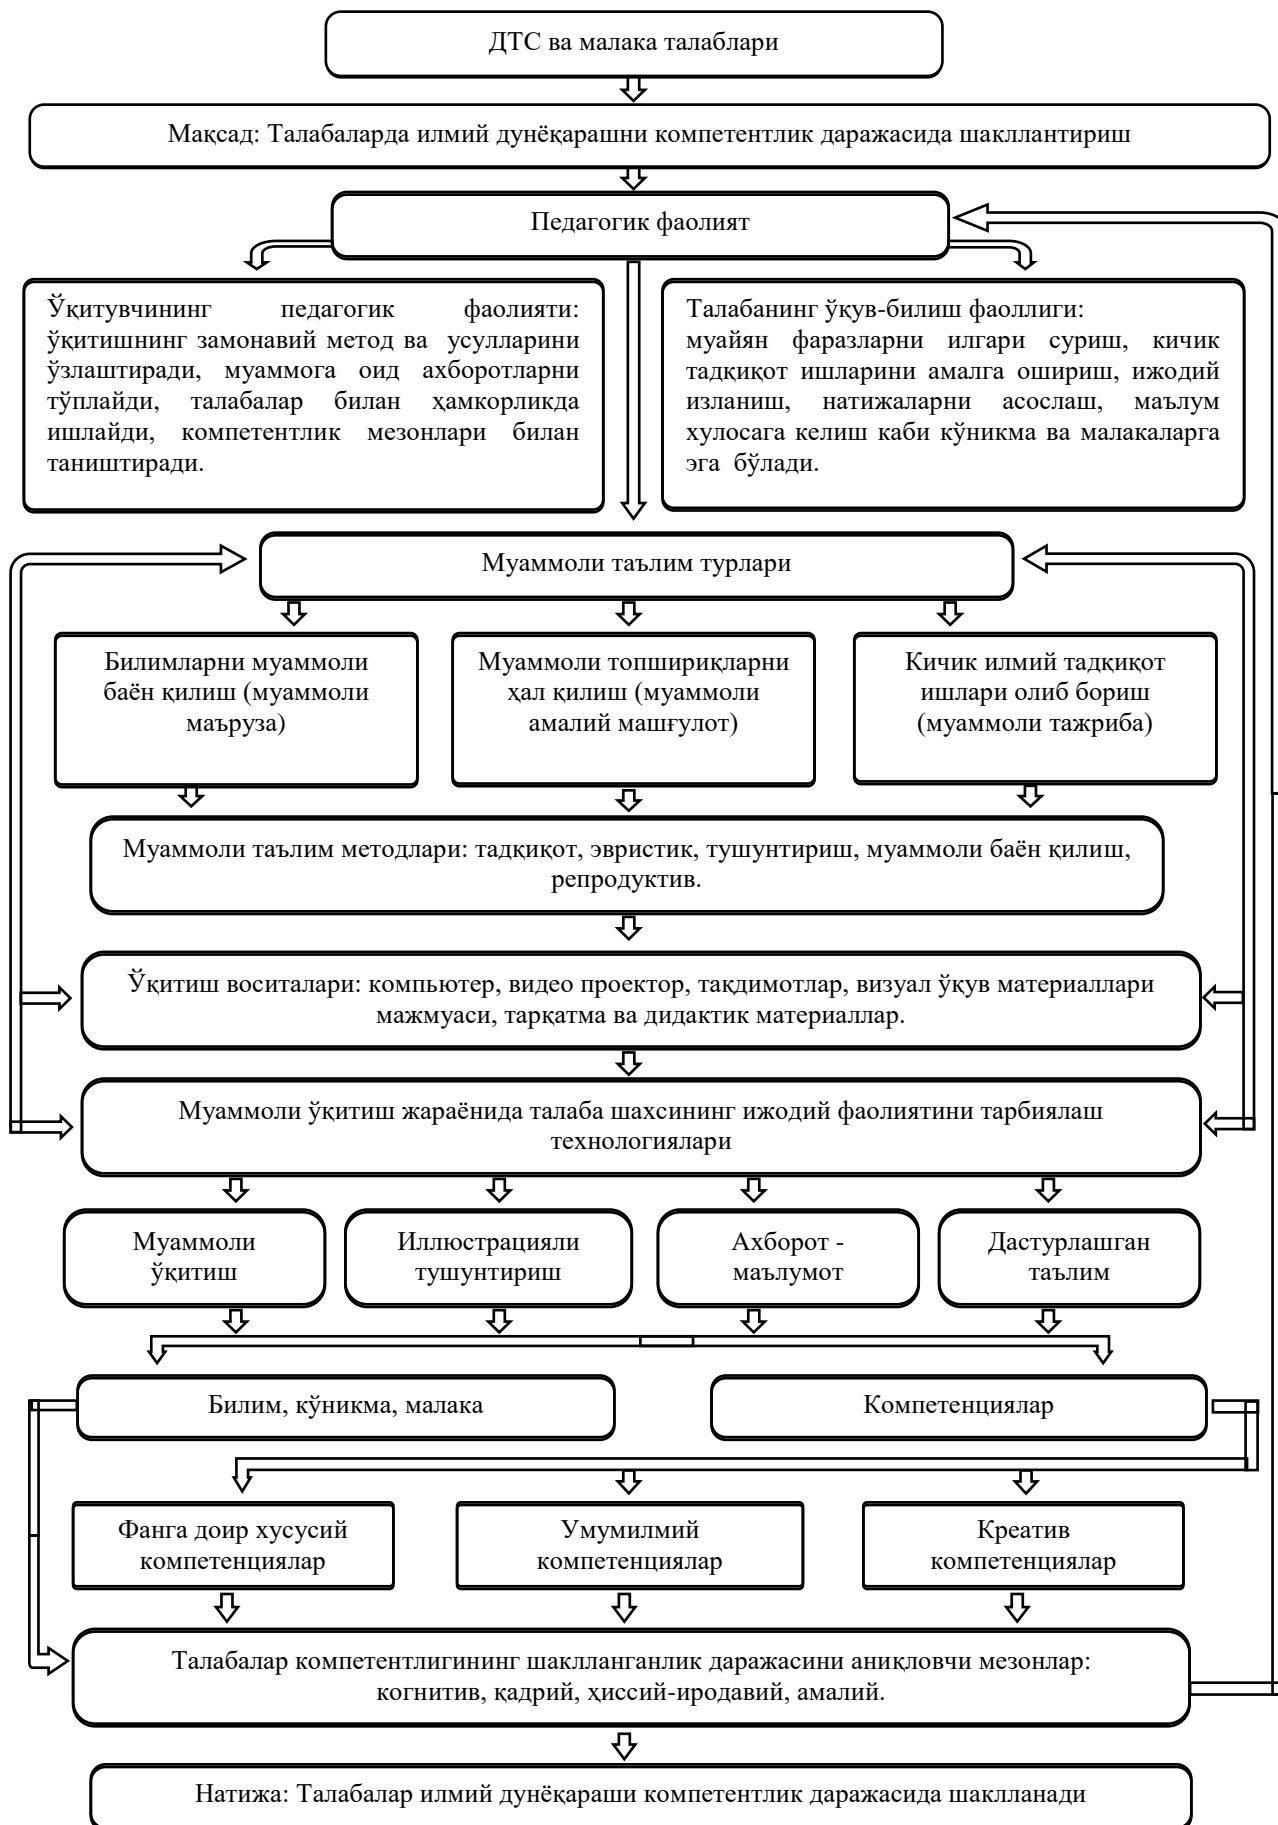 ДТС ва малака талаблари
Мақсад: Талабаларда илмий дунёқарашни компетентлик даражасида шакллантириш
Педагогик фаолият
Ўқитувчининг педагогик фаолияти:
ўқитишнинг замонавий метод ва усулларини
ўзлаштиради, муаммога оид ахборотларни
тўплайди, талабалар билан ҳамкорликда
ишлайди, компетентлик мезонлари билан
таништиради.
Талабанинг ўқув-билиш фаоллиги:
муайян фаразларни илгари суриш, кичик
тадқиқот ишларини амалга ошириш, ижодий
изланиш, натижаларни асослаш, маълум
хулосага келиш каби кўникма ва малакаларга
эга бўлади.
Муаммоли таълим турлари
Билимларни муаммоли
баён қилиш (муаммоли
маъруза)
Муаммоли топшириқларни
ҳал қилиш (муаммоли
амалий машғулот)
Кичик илмий тадқиқот
ишлари олиб бориш
(муаммоли тажриба)
Муаммоли таълим методлари: тадқиқот, эвристик, тушунтириш, муаммоли баён қилиш,
репродуктив.
Ўқитиш воситалари: компьютер, видео проектор, тақдимотлар, визуал ўқув материаллари
мажмуаси, тарқатма ва дидактик материаллар.
Муаммоли ўқитиш жараёнида талаба шахсининг ижодий фаолиятини тарбиялаш
технологиялари
Муаммоли
ўқитиш
Иллюстрацияли
тушунтириш
Ахборот -
маълумот
Дастурлашган
таълим
Билим, кўникма, малака
Компетенциялар
Фанга доир хусусий
компетенциялар
Умумилмий
компетенциялар
Креатив
компетенциялар
Талабалар компетентлигининг шаклланганлик даражасини аниқловчи мезонлар:
когнитив, қадрий, ҳиссий-иродавий, амалий.
Натижа: Талабалар илмий дунёқараши компетентлик даражасида шаклланади